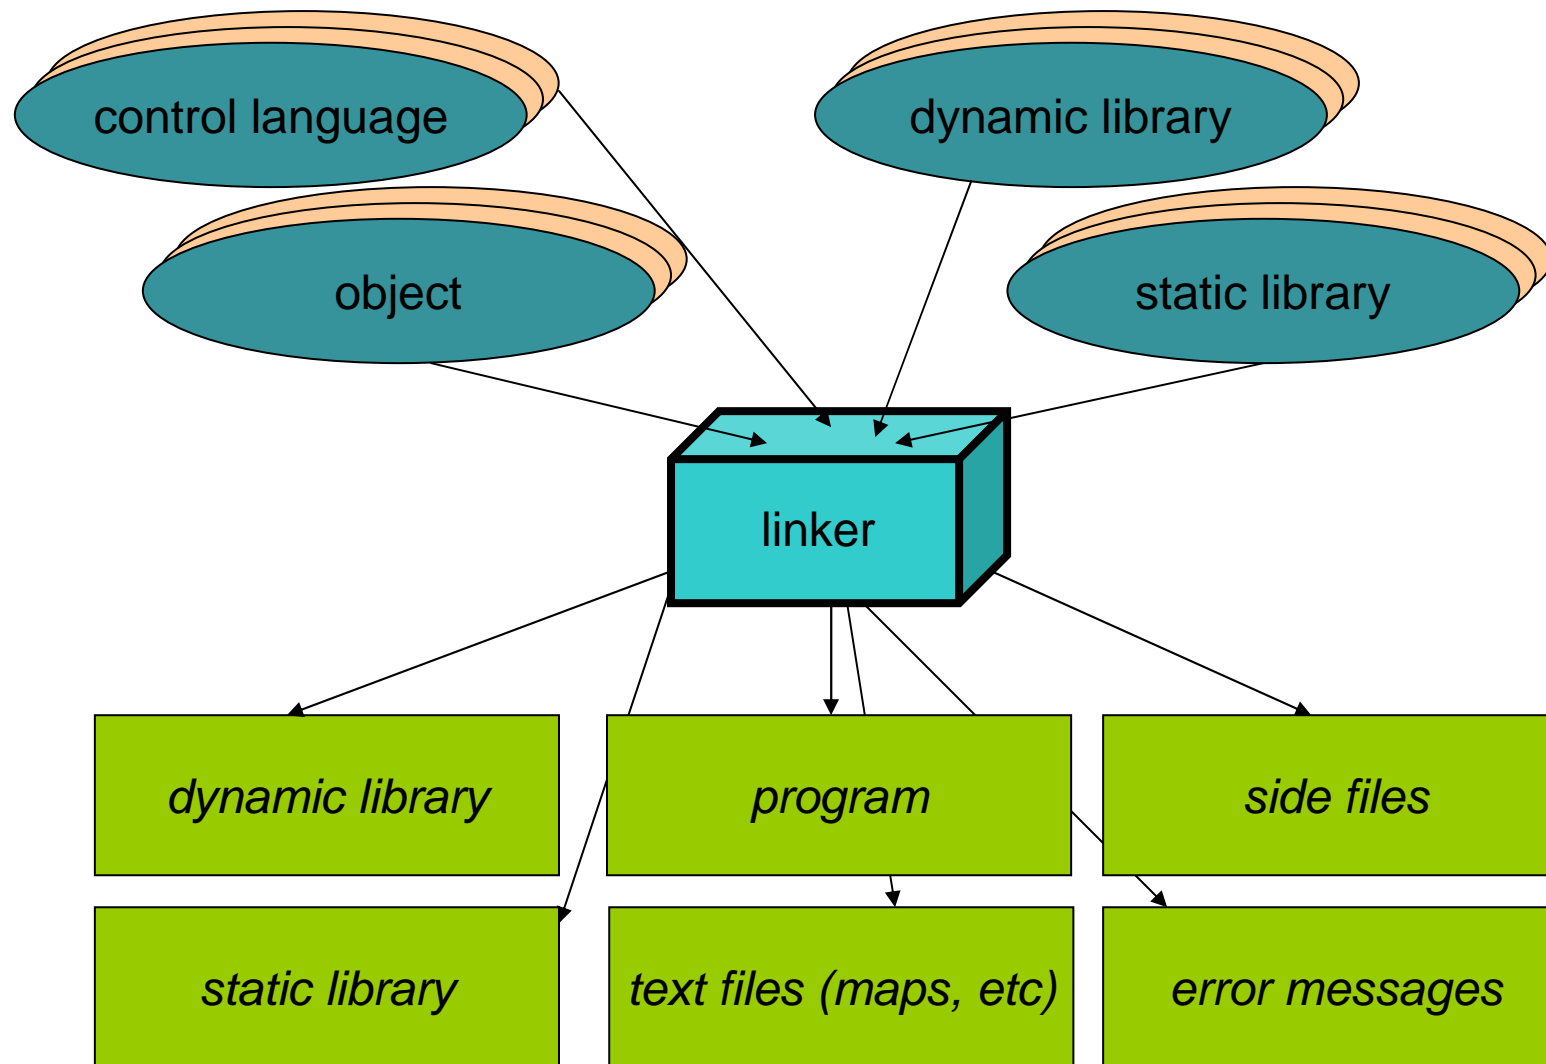 control language
dynamic library
object
static library
linker
dynamic library
program
side files
static library
text files (maps, etc)
error messages